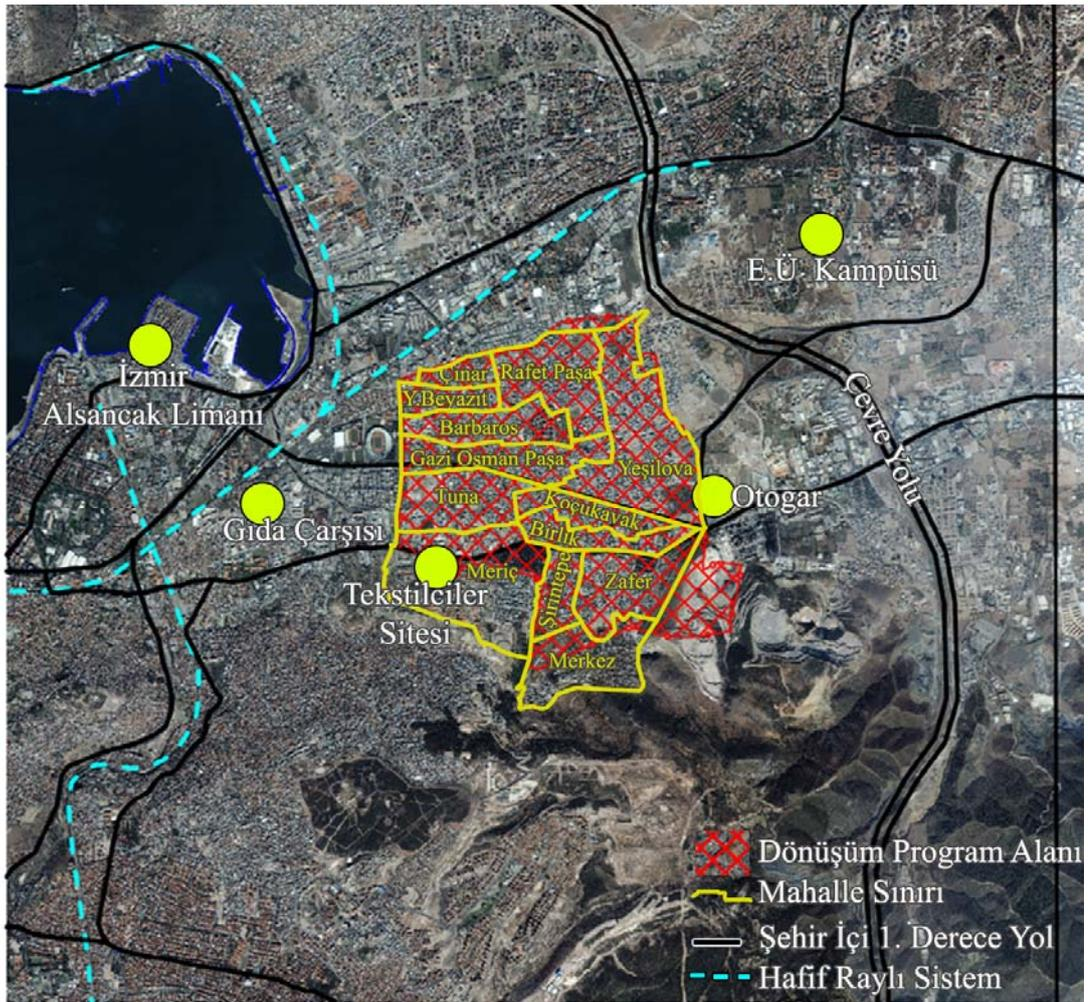 E.Ü. Kampüsü
İzmir
Alsancak Limanı
Çınar
Rafet Paşa
Y.Beyazıt
Barbaros
Çevre Yolu
Gazi Osman Paşa
Yeşilova
Tuna
Koçukavak
Otogar
Gıda Çarşısı
Birlik
Meriç
Zafer
Tekstilciler
Sitesi
Şirintepe
Merkez
Dönüşüm Program Alanı
Mahalle Sınırı
Şehir İçi 1. Derece Yol
Hafif Raylı Sistem